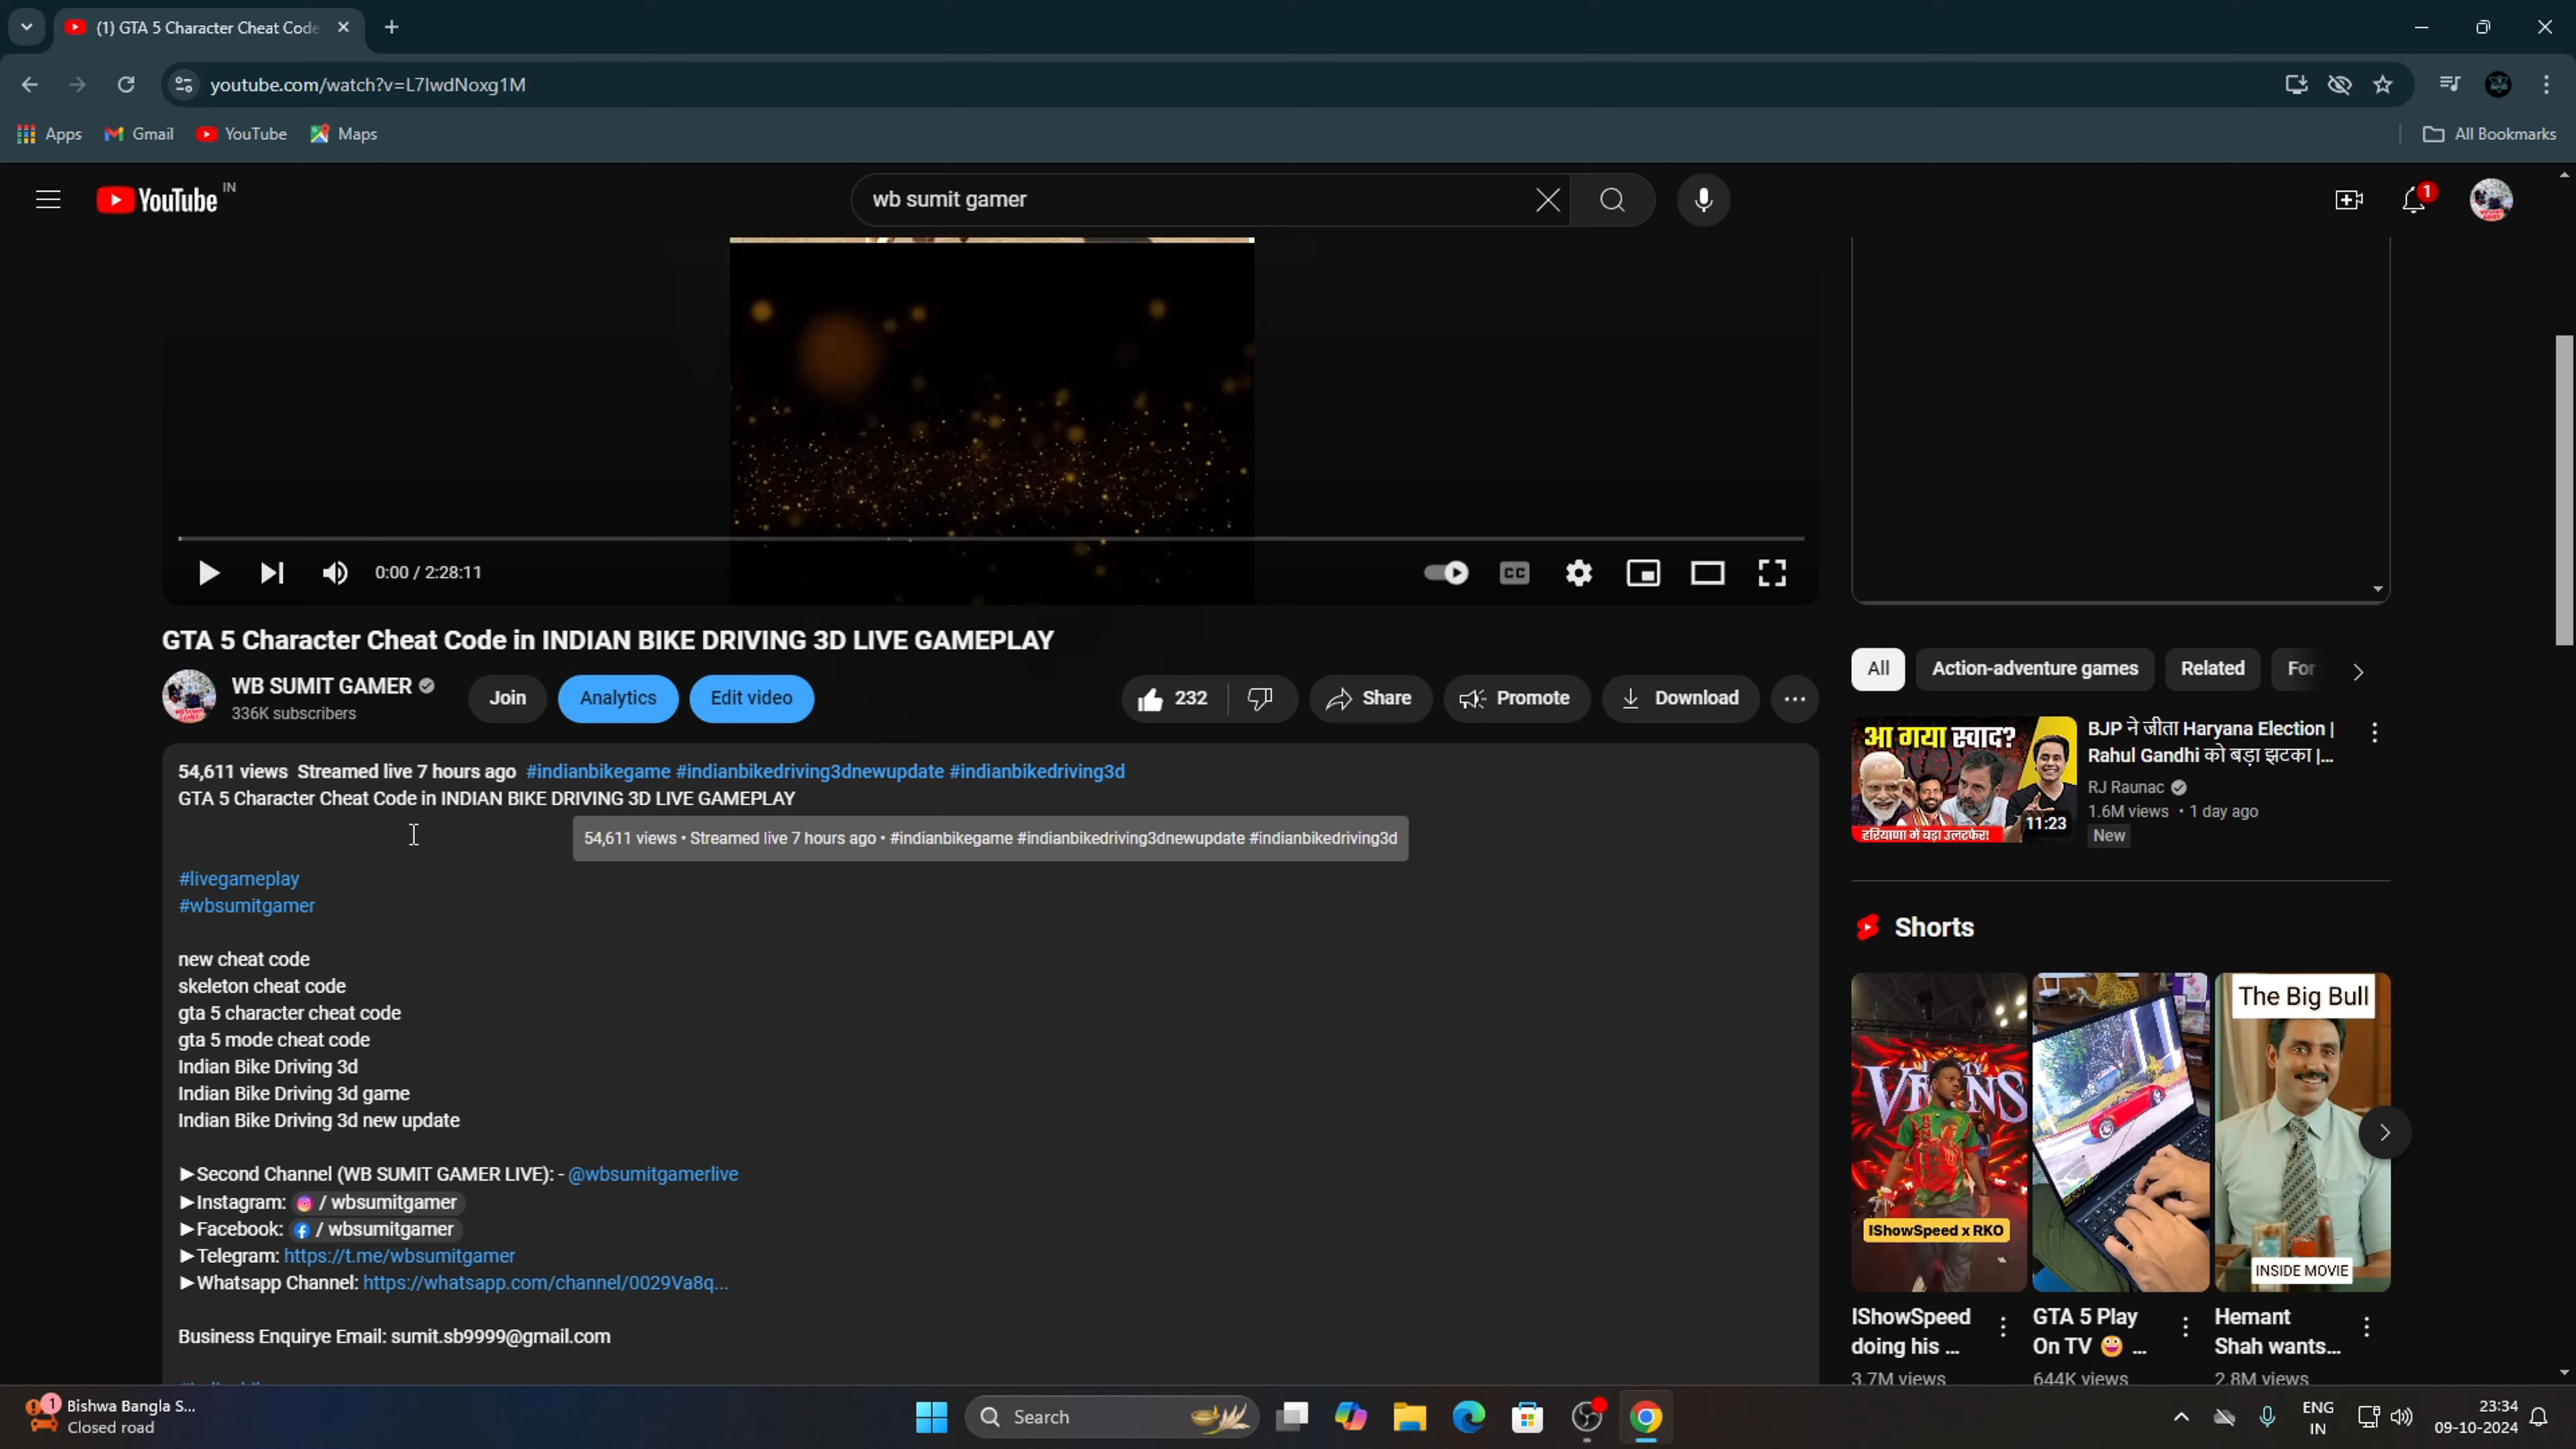 (1) GTA 5 Character Cheat Code
youtube.com/watch?v=L7lwdNoxg1M
Apps Gmail YouTube Maps All Bookmarks
YouTube IN
wb sumit gamer
1
0:00 / 2:28:11
CC
GTA 5 Character Cheat Code in INDIAN BIKE DRIVING 3D LIVE GAMEPLAY
WB SUMIT GAMER
336K subscribers
Join Analytics Edit video 232 Share Promote Download
54,611 views Streamed live 7 hours ago #indianbikegame #indianbikedriving3dnewupdate #indianbikedriving3d
GTA 5 Character Cheat Code in INDIAN BIKE DRIVING 3D LIVE GAMEPLAY
54,611 views • Streamed live 7 hours ago • #indianbikegame #indianbikedriving3dnewupdate #indianbikedriving3d
#livegameplay
#wbsumitgamer
new cheat code
skeleton cheat code
gta 5 character cheat code
gta 5 mode cheat code
Indian Bike Driving 3d
Indian Bike Driving 3d game
Indian Bike Driving 3d new update
►Second Channel (WB SUMIT GAMER LIVE): - @wbsumitgamerlive
►Instagram: / wbsumitgamer
►Facebook: / wbsumitgamer
►Telegram: https://t.me/wbsumitgamer
►Whatsapp Channel: https://whatsapp.com/channel/0029Va8q...
Business Enquirye Email: sumit.sb9999@gmail.com
All Action-adventure games Related For
आ गया स्वाद?
हरियाणा में बड़ा उलटफेर!
11:23
BJP ने जीता Haryana Election |
Rahul Gandhi को बड़ा झटका |...
RJ Raunac
1.6M views • 1 day ago
New
Shorts
IShowSpeed x RKO
The Big Bull
INSIDE MOVIE
IShowSpeed
doing his ...
3.7M views
GTA 5 Play
On TV 😀 ...
644K views
Hemant
Shah wants...
2.8M views
1
Bishwa Bangla S...
Closed road
Search
ENG
IN
23:34
09-10-2024